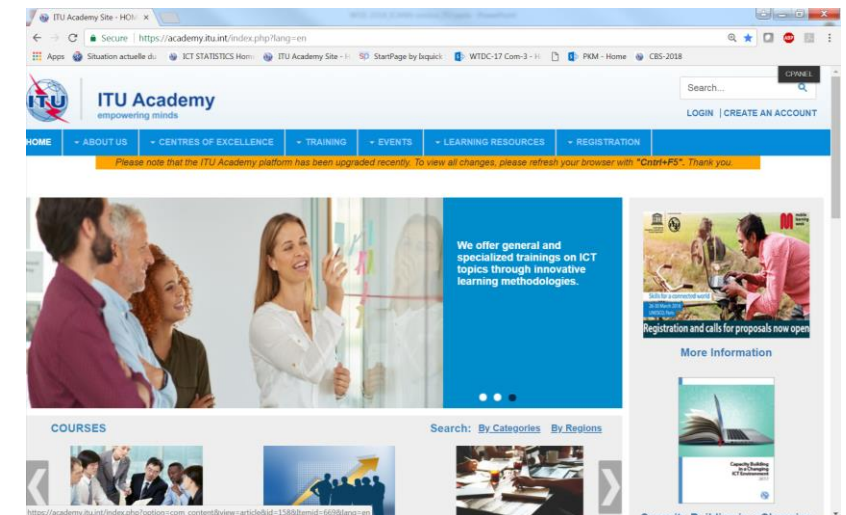 ITU Academy Site - HOM
Secure
https://academy.itu.int/index.php?lang=en
Apps
Situation actuelle du
ICT STATISTICS Hom
ITU Academy Site - H
StartPage by Ixquick
WTDC-17 Com-3 - H
PKM - Home
CBS-2018
CPANEL
ITU
ITU Academy
empowering minds
Search...
LOGIN | CREATE AN ACCOUNT
HOME
ABOUT US
CENTRES OF EXCELLENCE
TRAINING
EVENTS
LEARNING RESOURCES
REGISTRATION
Please note that the ITU Academy platform has been upgraded recently. To view all changes, please refresh your browser with "Cntrl+F5". Thank you.
We offer general and
specialized trainings on ICT
topics through innovative
learning methodologies.
Skills for a connected world
Registration and calls for proposals now open
More Information
COURSES
Search: By Categories By Regions
Capacity Building
in a Changing
ICT Environment
2017
https://academy.itu.int/index.php?option=com_content&view=article&id=158&Itemid=669&lang=en